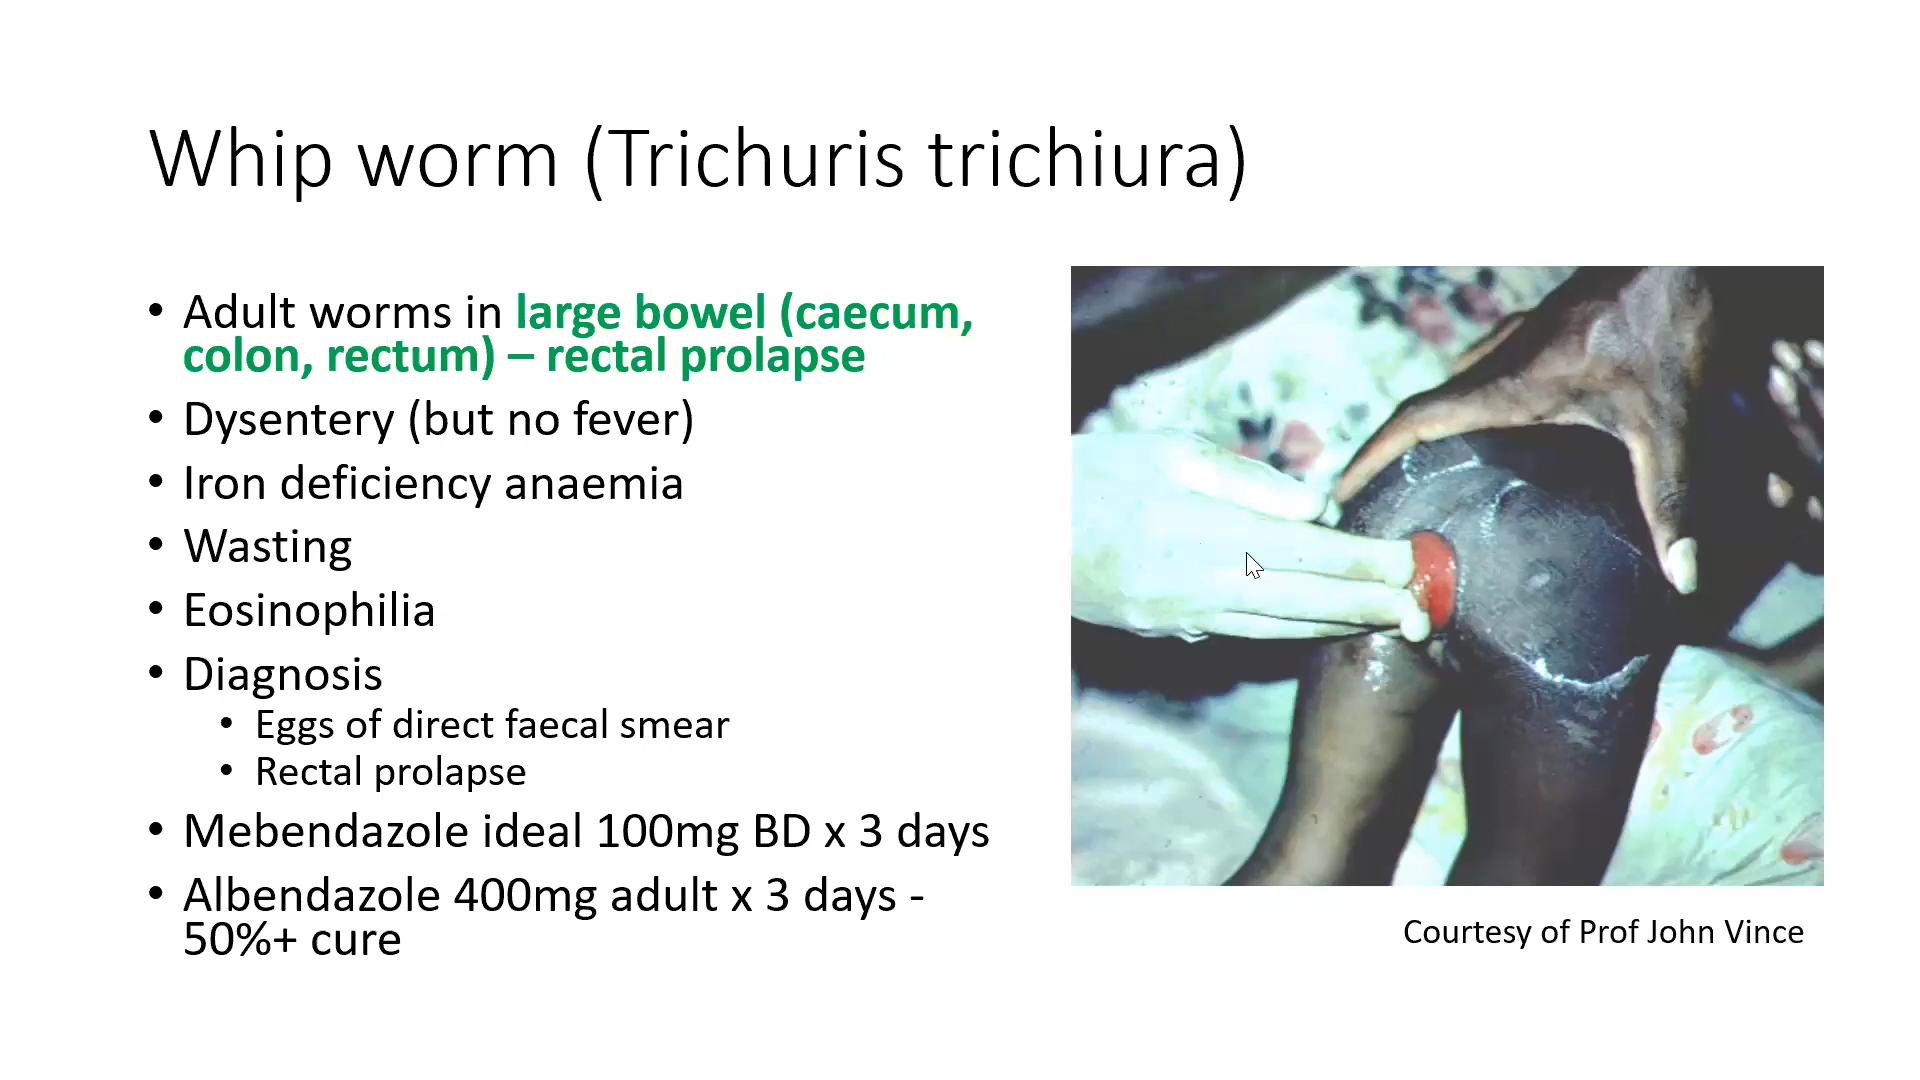 Whip worm (Trichuris trichiura)
• Adult worms in large bowel (caecum,
colon, rectum) – rectal prolapse
• Dysentery (but no fever)
• Iron deficiency anaemia
• Wasting
• Eosinophilia
• Diagnosis
• Eggs of direct faecal smear
• Rectal prolapse
• Mebendazole ideal 100mg BD x 3 days
• Albendazole 400mg adult x 3 days -
50%+ cure
Courtesy of Prof John Vince